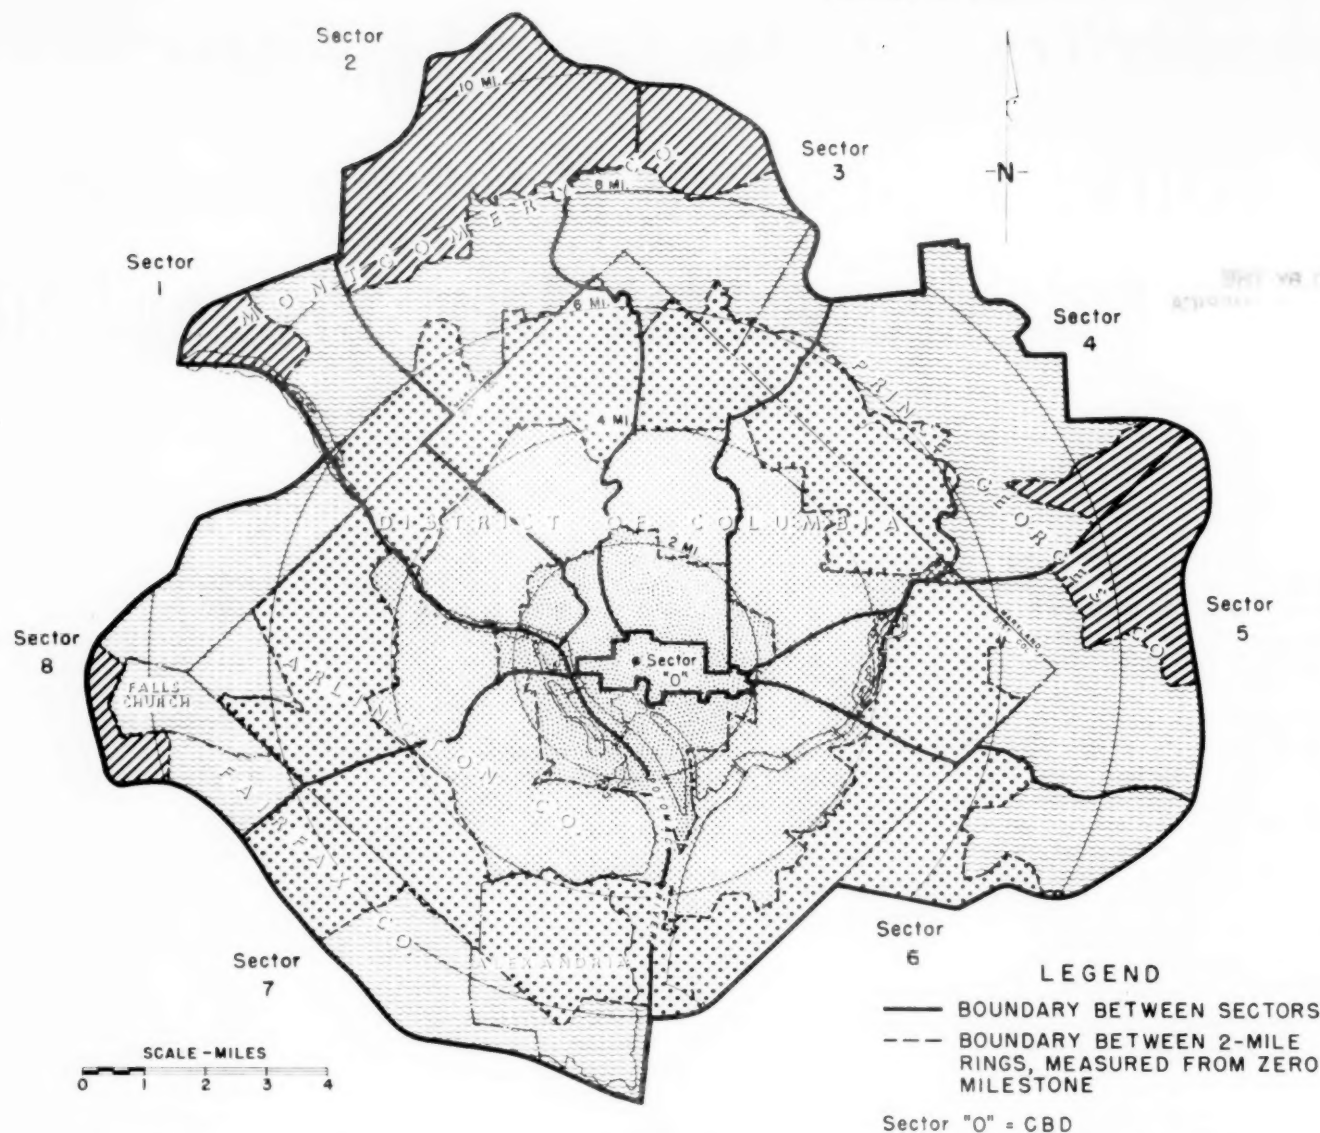 Sector
2
10 MI.
Sector
3
N
8 MI.
MONTGOMERY CO.
Sector
1
6 MI.
Sector
4
PRINCE GEORGES CO.
4 MI.
DISTRICT OF COLUMBIA
2 MI.
MARYLAND
Sector
5
Sector
8
Sector
"O"
FALLS
CHURCH
ARLINGTON CO.
FAIRFAX CO.
ALEXANDRIA
Sector
7
Sector
6
LEGEND
BOUNDARY BETWEEN SECTORS
BOUNDARY BETWEEN 2-MILE
RINGS, MEASURED FROM ZERO
MILESTONE
Sector "O" = CBD
SCALE-MILES
0 1 2 3 4